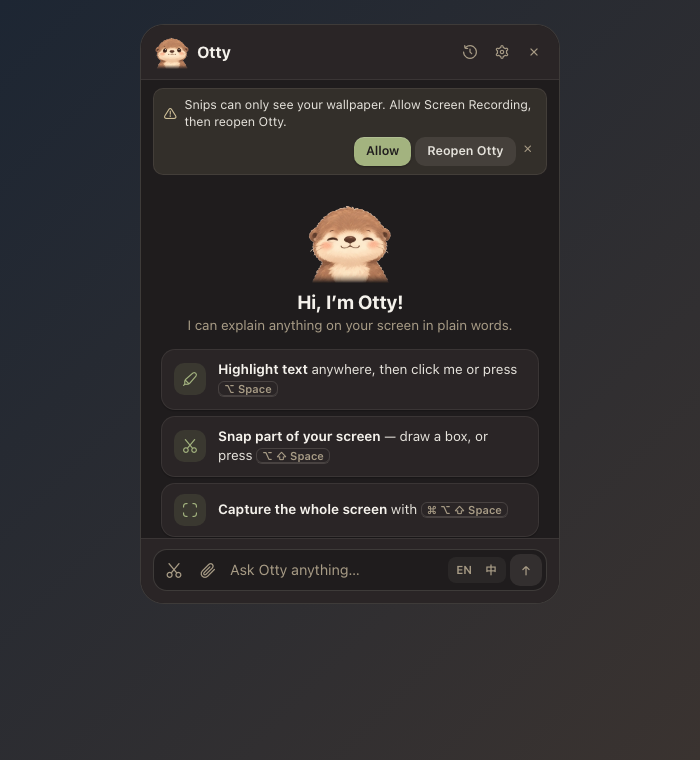 Otty
Snips can only see your wallpaper. Allow Screen Recording,
then reopen Otty.
Allow Reopen Otty ×
Hi, I’m Otty!
I can explain anything on your screen in plain words.
Highlight text anywhere, then click me or press
⌥ Space
Snap part of your screen — draw a box, or
press ⌥ ⇧ Space
Capture the whole screen with ⌘ ⌥ ⇧ Space
Ask Otty anything... EN 中